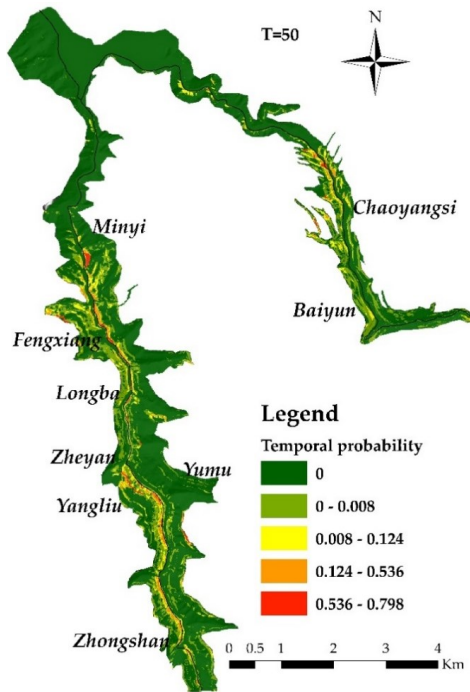 T=50
N
Minyi
Chaoyangsi
Baiyun
Fengxiang
Longba
Zheyan
Yumu
Yangliu
Zhongshan
Legend
Temporal probability
0
0 - 0.008
0.008 - 0.124
0.124 - 0.536
0.536 - 0.798
0 0.5 1 2 3 4
Km